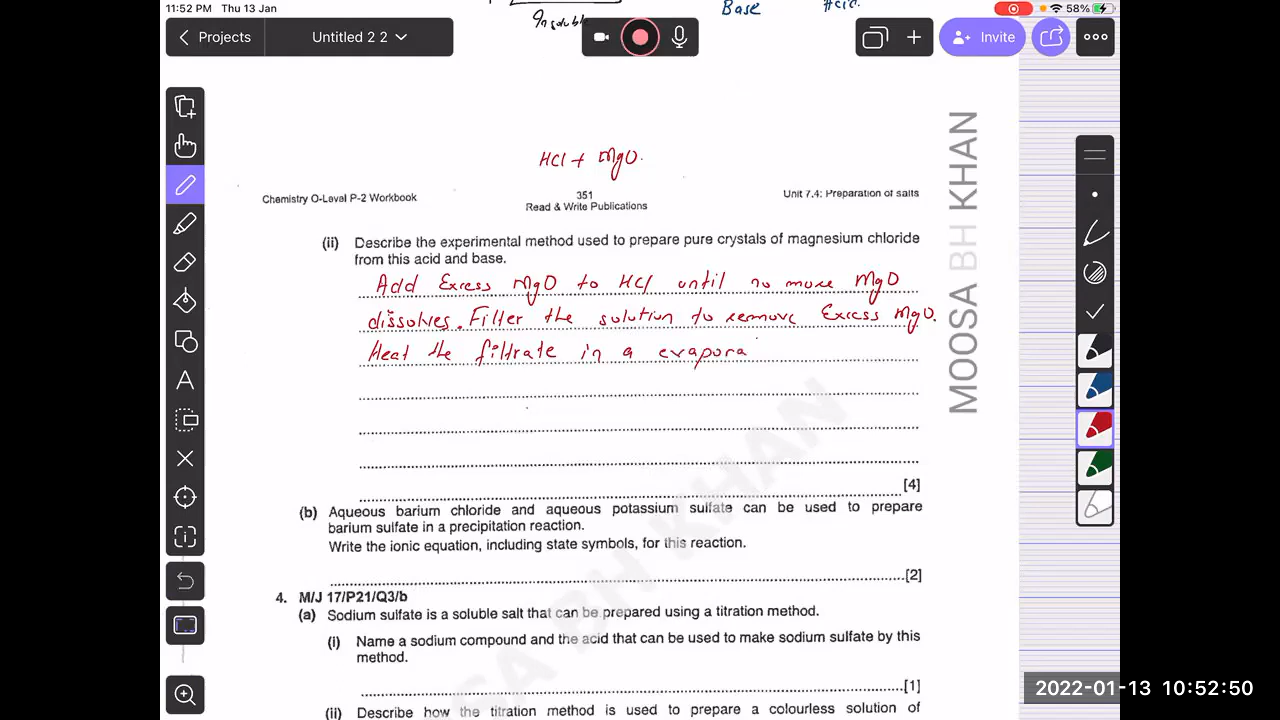 11:52 PM Thu 13 Jan
58%
Insoluble
Base
Acid
Projects
Untitled 2 2
Invite
HCl + MgO.
Chemistry O-Level P-2 Workbook
351
Read & Write Publications
Unit 7.4: Preparation of salts
(ii) Describe the experimental method used to prepare pure crystals of magnesium chloride
from this acid and base.
Add Excess MgO to HCl until no more MgO
dissolves. Filter the solution to remove Excess MgO.
Heat the filtrate in a evapora
[4]
(b) Aqueous barium chloride and aqueous potassium sulfate can be used to prepare
barium sulfate in a precipitation reaction.
Write the ionic equation, including state symbols, for this reaction.
[2]
4. M/J 17/P21/Q3/b
(a) Sodium sulfate is a soluble salt that can be prepared using a titration method.
(i) Name a sodium compound and the acid that can be used to make sodium sulfate by this
method.
[1]
(ii) Describe how the titration method is used to prepare a colourless solution of
MOOSA BH KHAN
2022-01-13 10:52:50